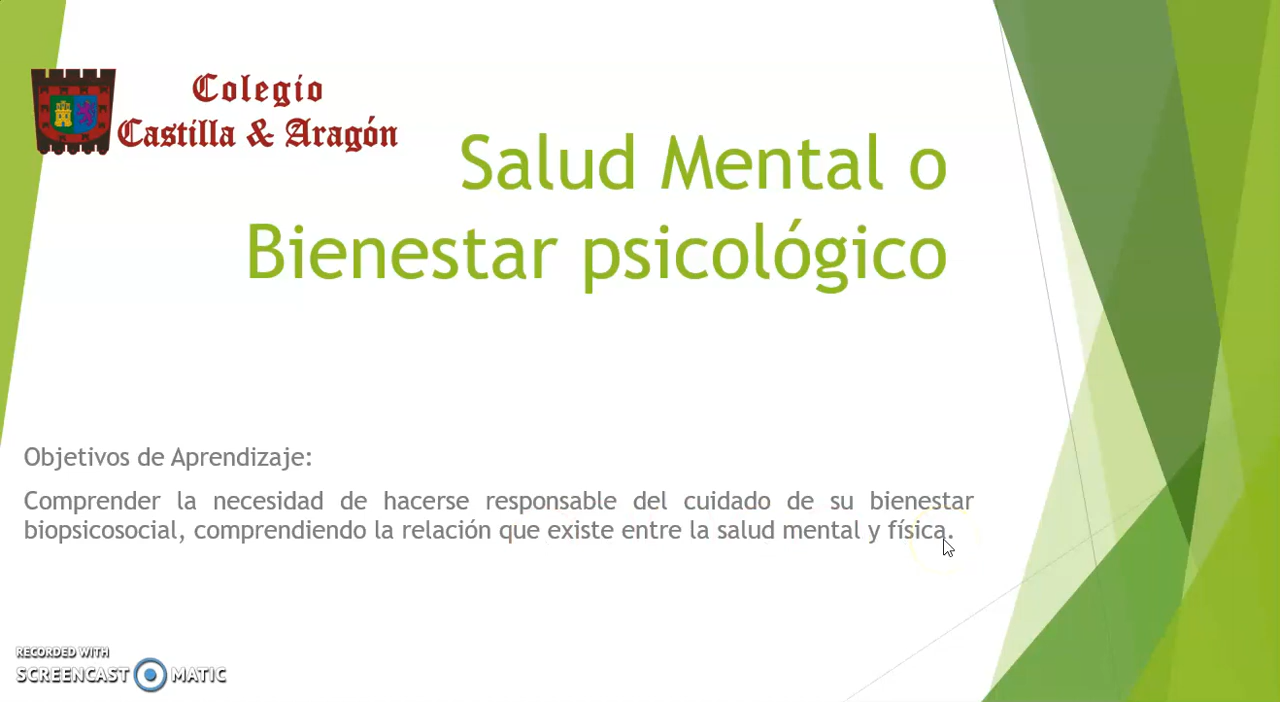 Colegio
Castilla & Aragón
Salud Mental o
Bienestar psicológico
Objetivos de Aprendizaje:
Comprender la necesidad de hacerse responsable del cuidado de su bienestar
biopsicosocial, comprendiendo la relación que existe entre la salud mental y física.
RECORDED WITH
SCREENCAST MATIC